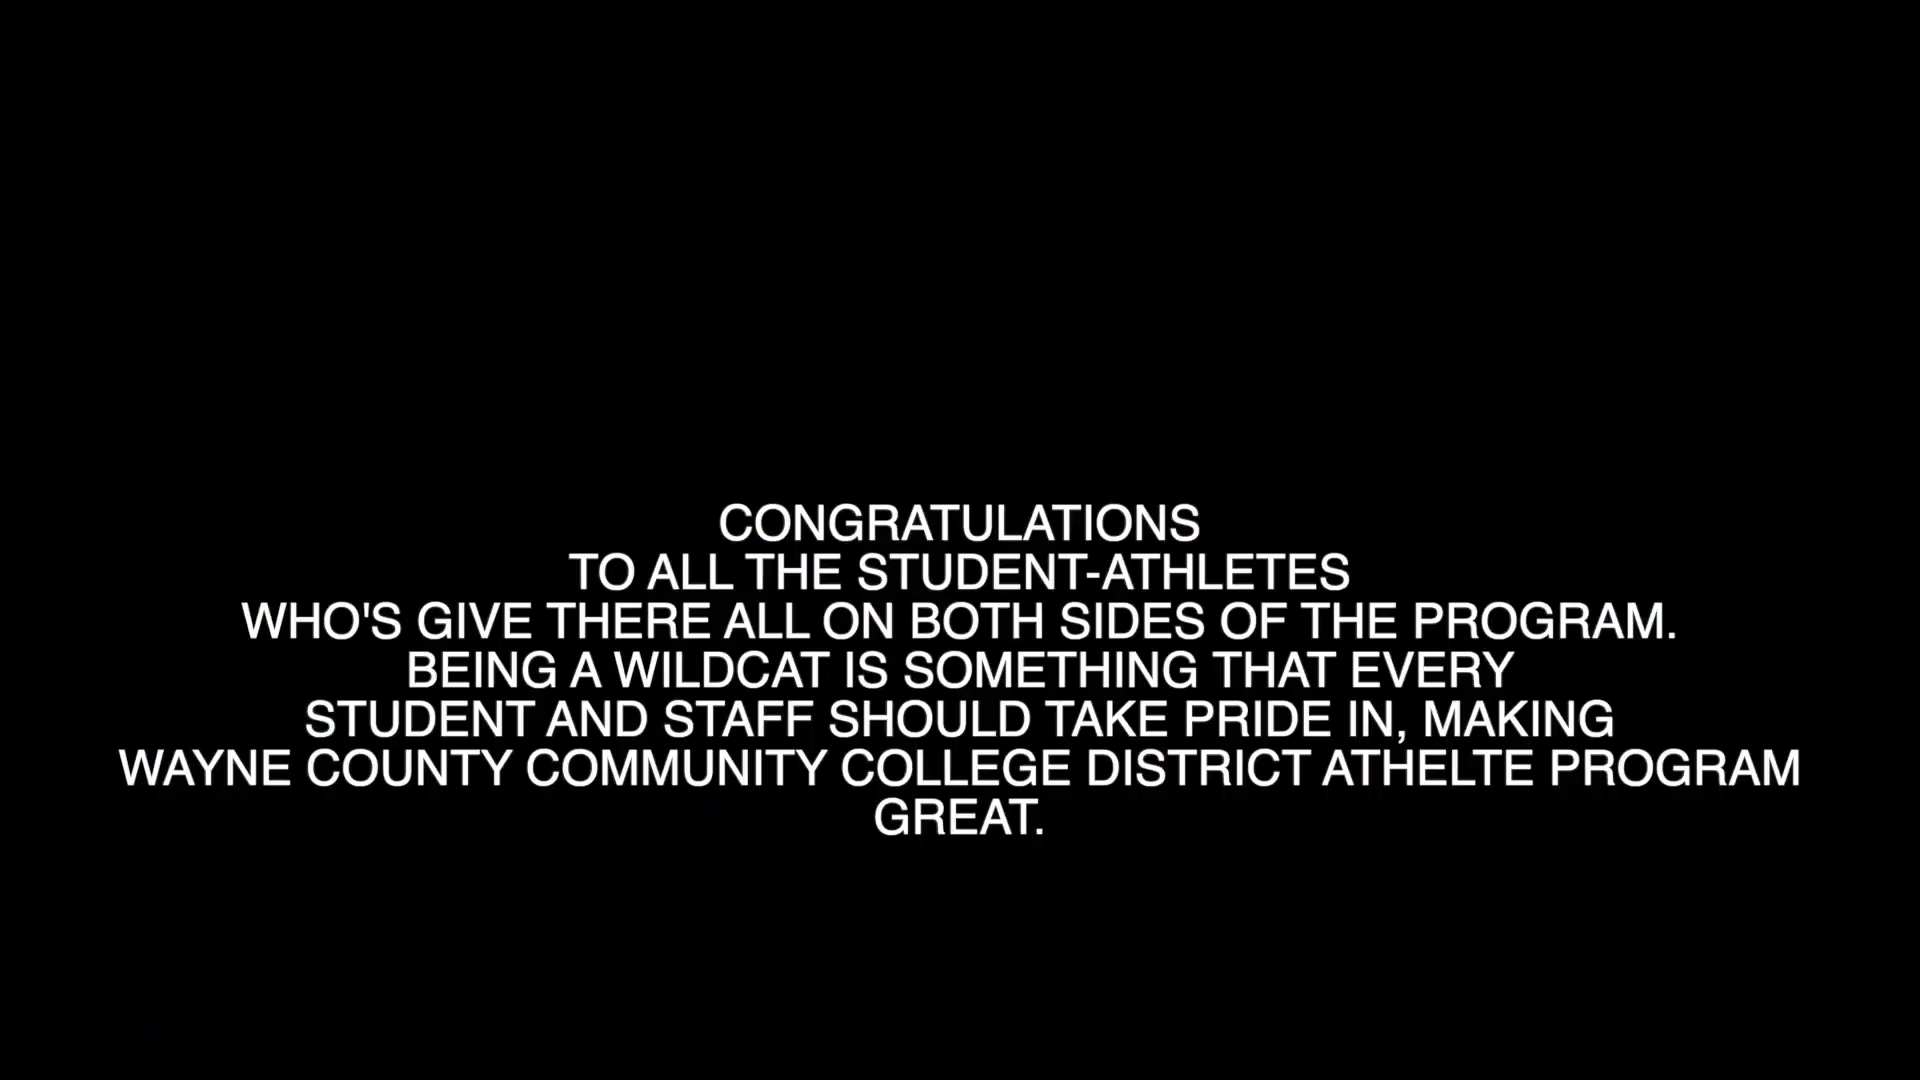 CONGRATULATIONS
TO ALL THE STUDENT-ATHLETES
WHO'S GIVE THERE ALL ON BOTH SIDES OF THE PROGRAM.
BEING A WILDCAT IS SOMETHING THAT EVERY
STUDENT AND STAFF SHOULD TAKE PRIDE IN, MAKING
WAYNE COUNTY COMMUNITY COLLEGE DISTRICT ATHELTE PROGRAM
GREAT.